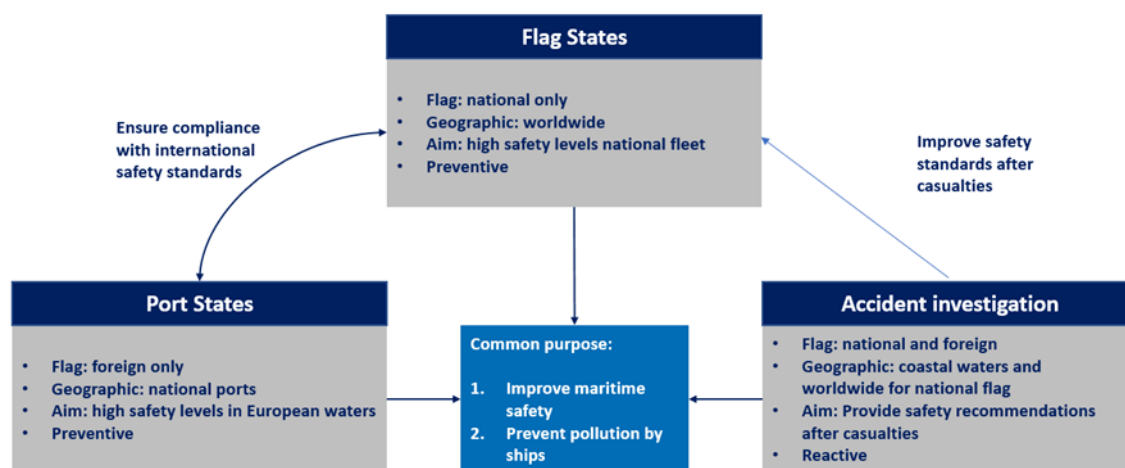 Flag States
• Flag: national only
• Geographic: worldwide
• Aim: high safety levels national fleet
• Preventive
Ensure compliance
with international
safety standards
Improve safety
standards after
casualties
Port States
• Flag: foreign only
• Geographic: national ports
• Aim: high safety levels in European waters
• Preventive
Common purpose:
1. Improve maritime
safety
2. Prevent pollution by
ships
Accident investigation
• Flag: national and foreign
• Geographic: coastal waters and
worldwide for national flag
• Aim: Provide safety recommendations
after casualties
• Reactive